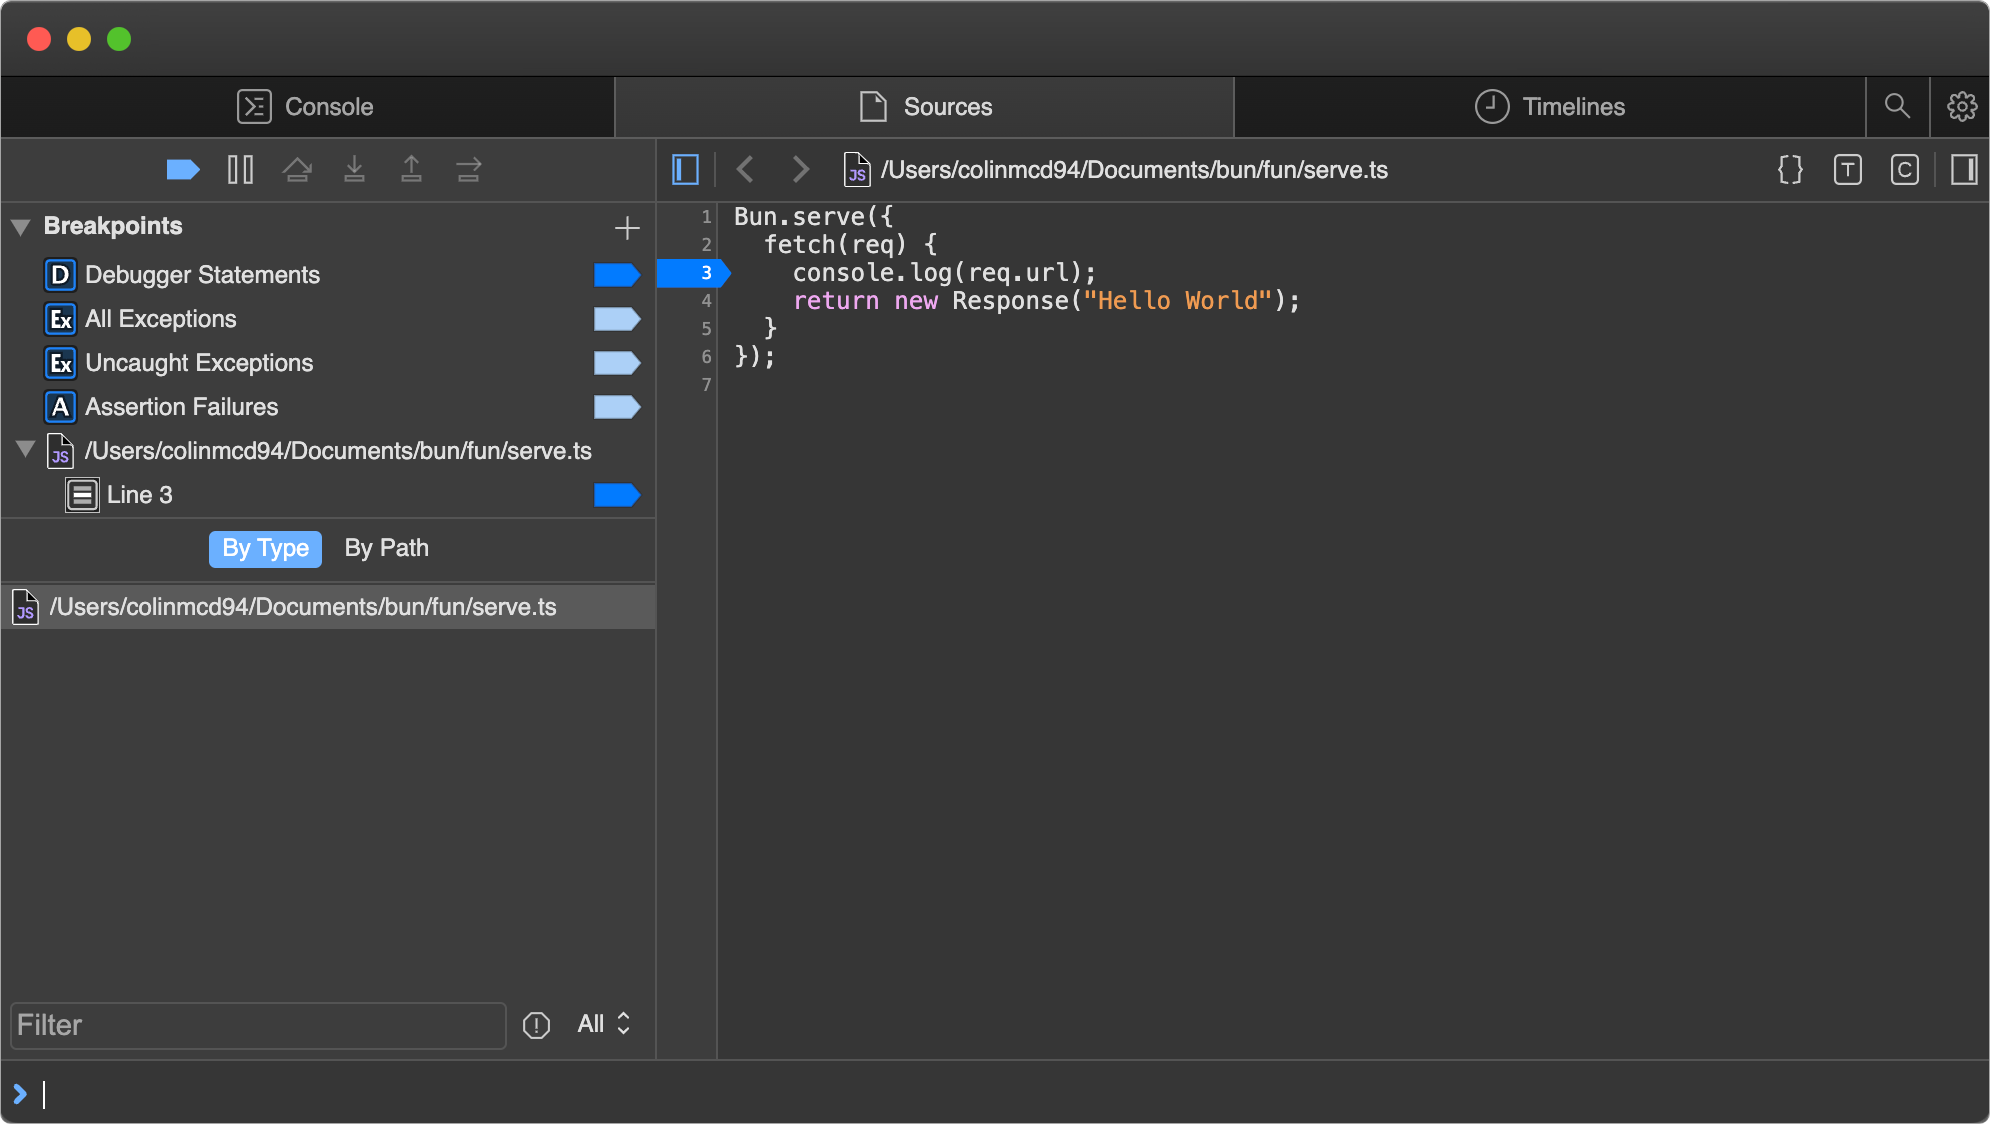 Console
Sources
Timelines
/Users/colinmcd94/Documents/bun/fun/serve.ts
{} T C
Breakpoints
D Debugger Statements
Ex All Exceptions
Ex Uncaught Exceptions
A Assertion Failures
JS /Users/colinmcd94/Documents/bun/fun/serve.ts
Line 3
By Type By Path
JS /Users/colinmcd94/Documents/bun/fun/serve.ts
Filter
All
JS
1 Bun.serve({
2   fetch(req) {
3     console.log(req.url);
4     return new Response("Hello World");
5   }
6 });
7